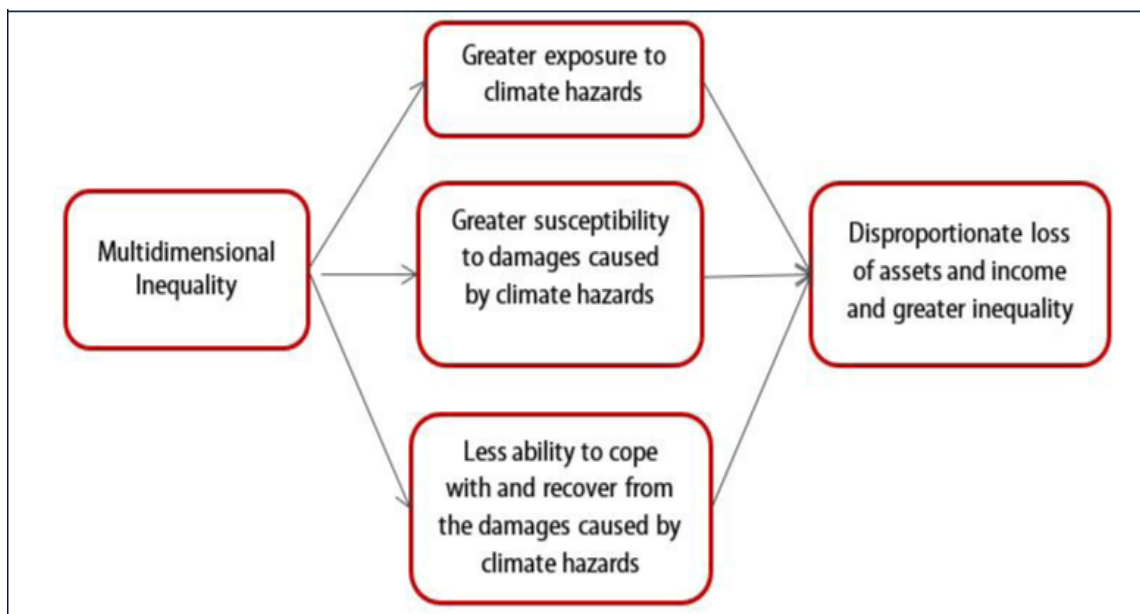 Greater exposure to
climate hazards
Multidimensional
Inequality
Greater susceptibility
to damages caused
by climate hazards
Less ability to cope
with and recover from
the damages caused by
climate hazards
Disproportionate loss
of assets and income
and greater inequality